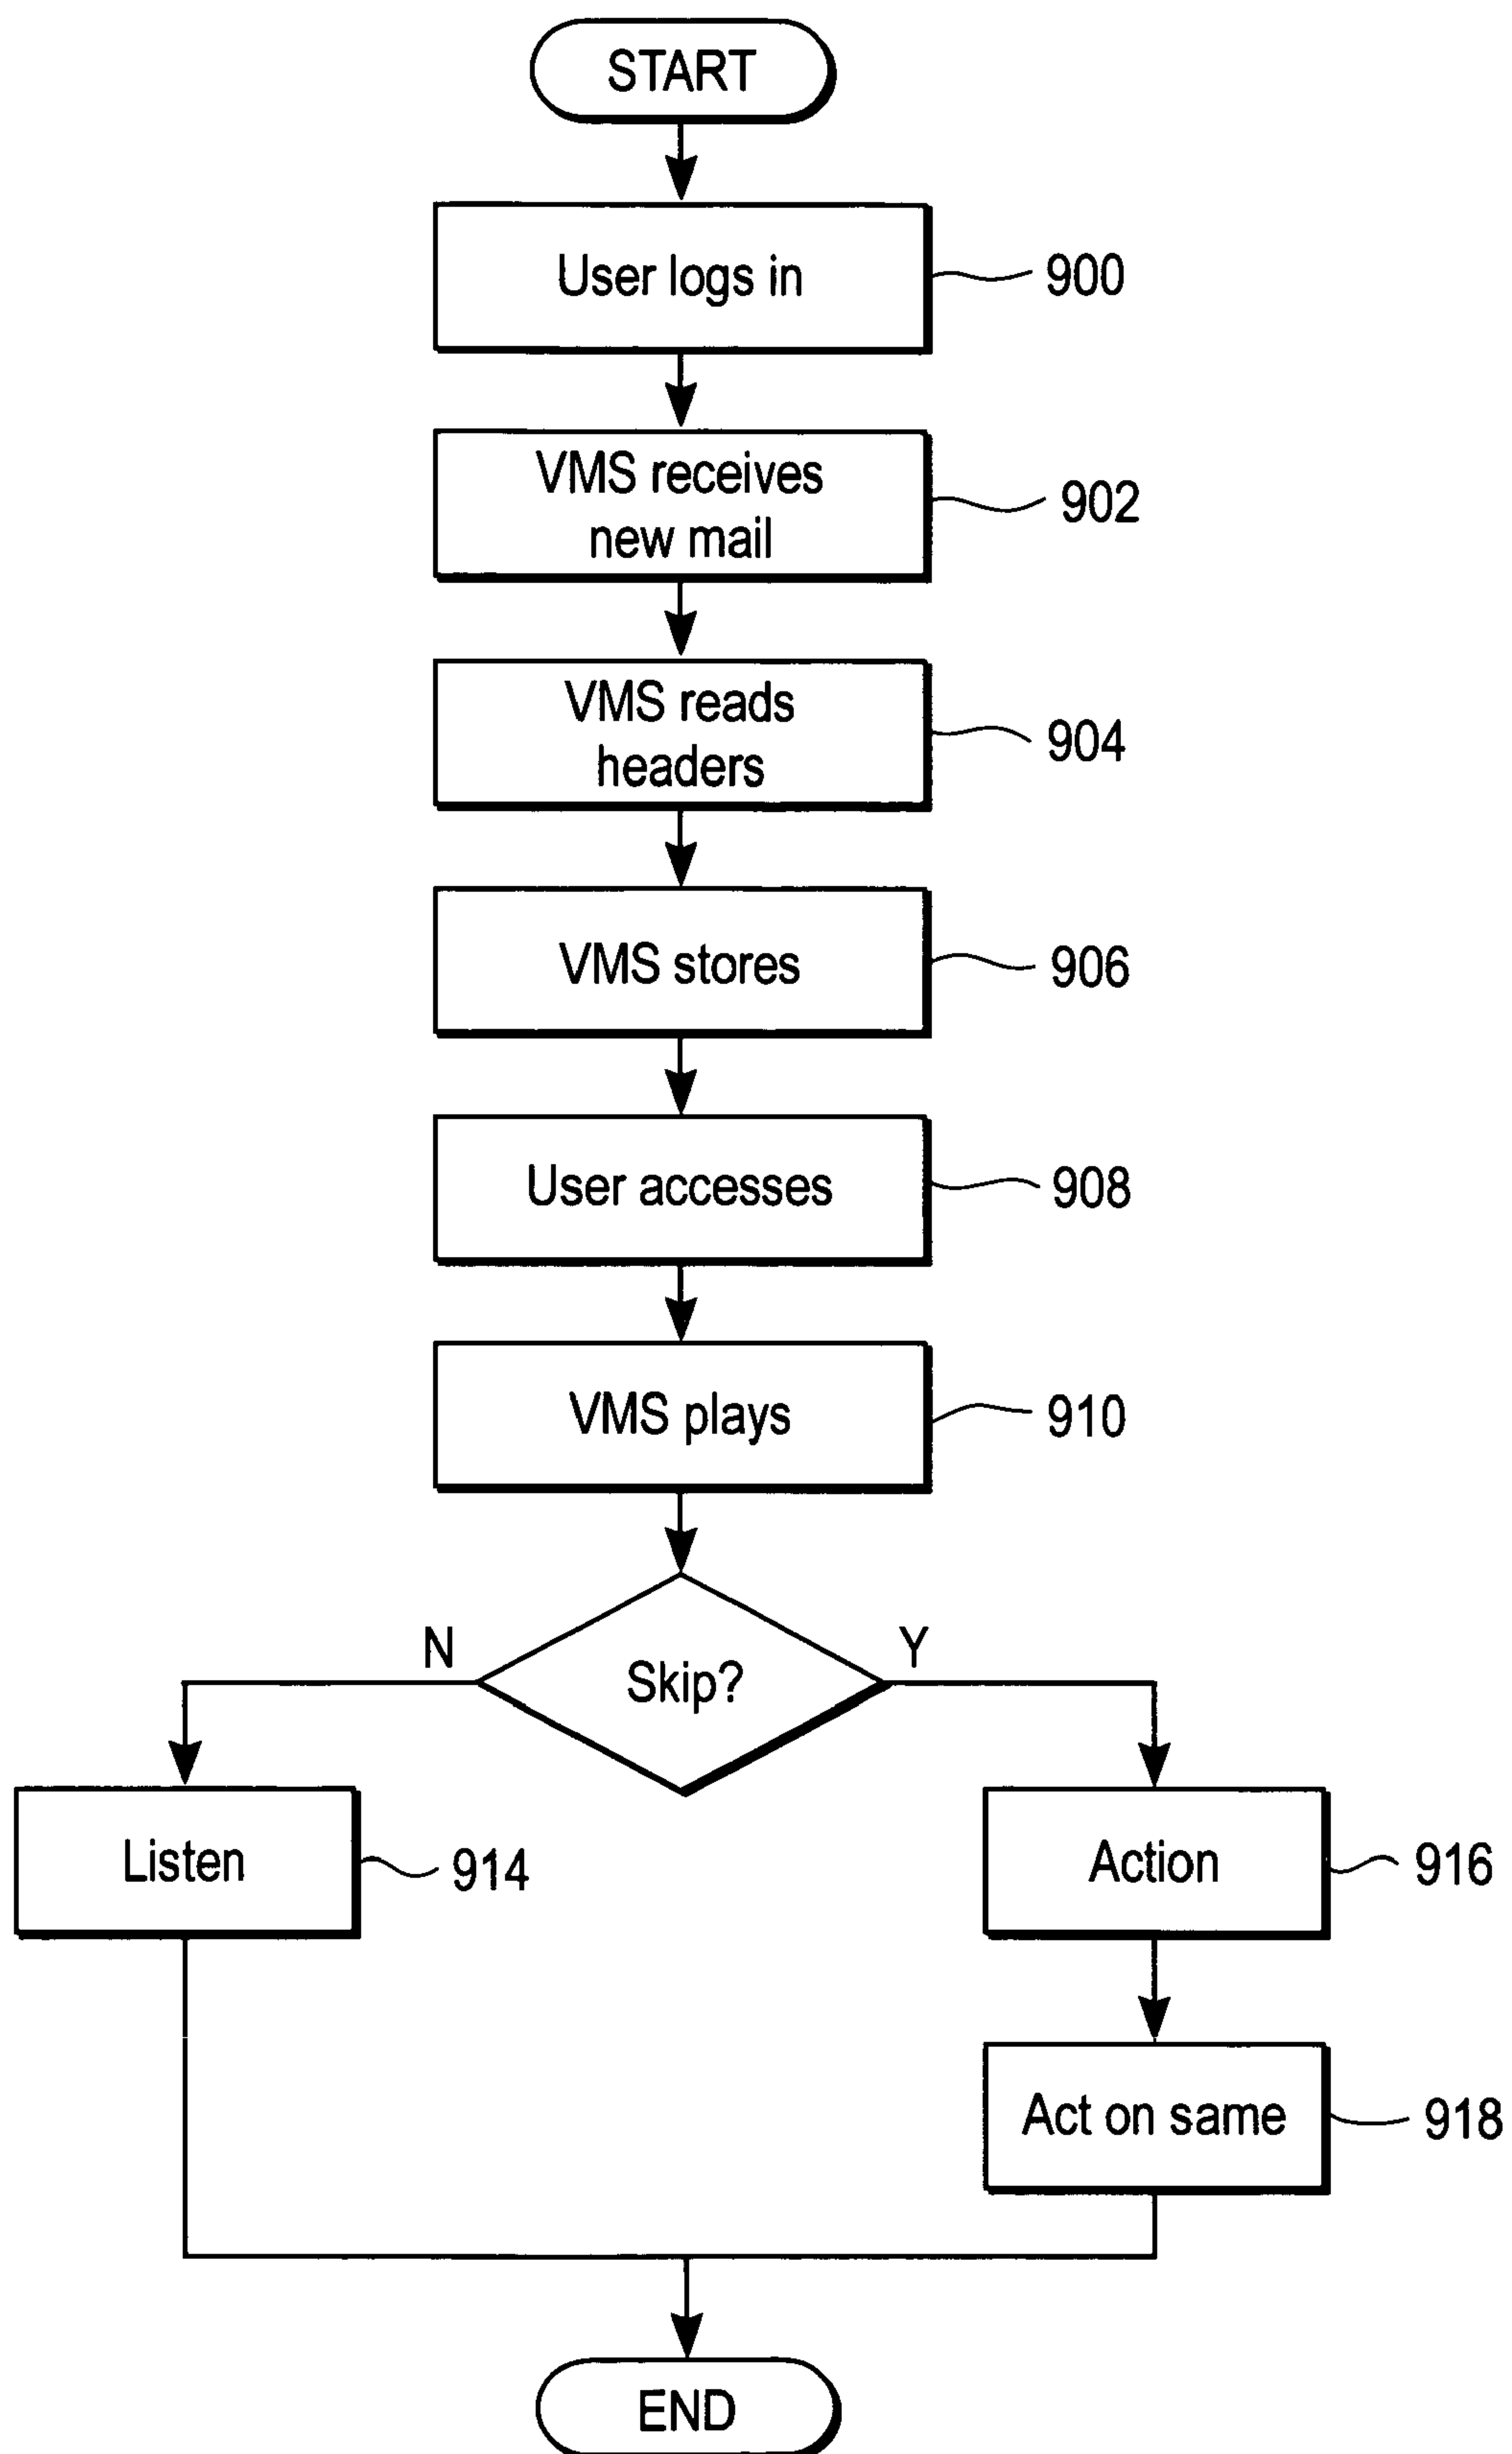 START
User logs in
900
VMS receives
new mail
902
VMS reads
headers
904
VMS stores
906
User accesses
908
VMS plays
910
N
Skip?
Y
Listen
914
Action
916
Act on same
918
END